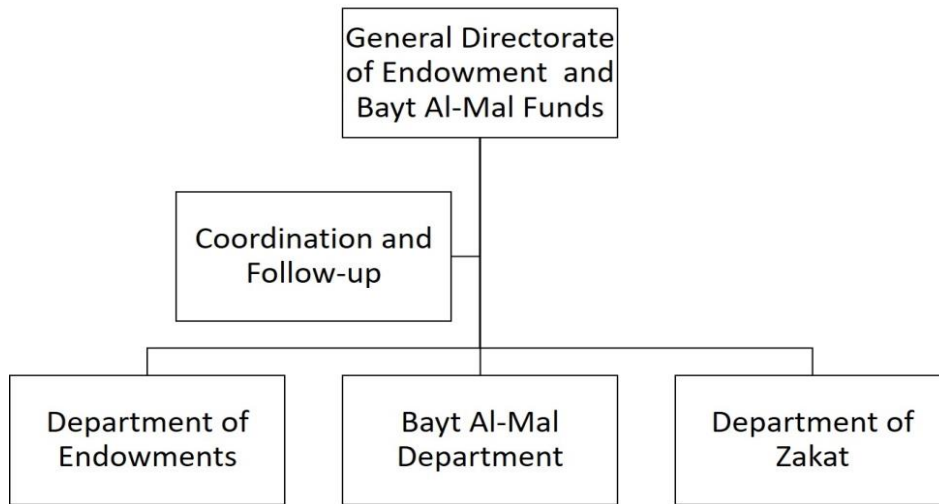 General Directorate
of Endowment and
Bayt Al-Mal Funds
Coordination and
Follow-up
Department of
Endowments
Bayt Al-Mal
Department
Department of
Zakat